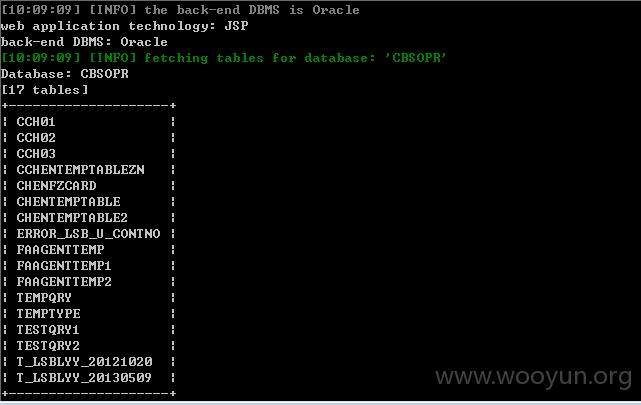 [10:09:09] [INFO] the back-end DBMS is Oracle
web application technology: JSP
back-end DBMS: Oracle
[10:09:09] [INFO] fetching tables for database: 'CBSOPR'
Database: CBSOPR
[17 tables]
+--------------------+
| CCH01              |
| CCH02              |
| CCH03              |
| CCHENTEMPTABLEZN   |
| CHENFZCARD         |
| CHENTEMPTABLE      |
| CHENTEMPTABLE2     |
| ERROR_LSB_U_CONTNO |
| FAAGENTTEMP        |
| FAAGENTTEMP1       |
| FAAGENTTEMP2       |
| TEMPQRY            |
| TEMPTYPE           |
| TESTQRY1           |
| TESTQRY2           |
| T_LSBLYY_20121020  |
| T_LSBLYY_20130509  |
+--------------------+
www.wooyun.org